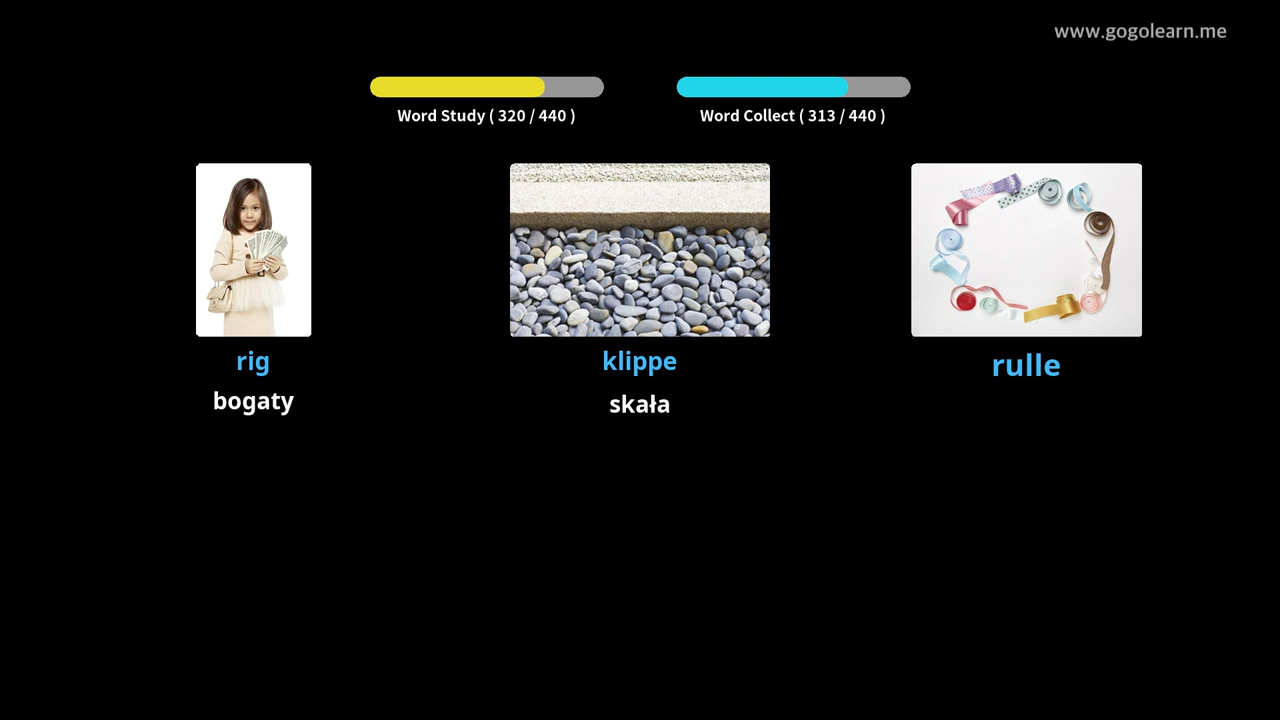 www.gogolearn.me
Word Study ( 320 / 440 )
Word Collect ( 313 / 440 )
rig
bogaty
klippe
skała
rulle